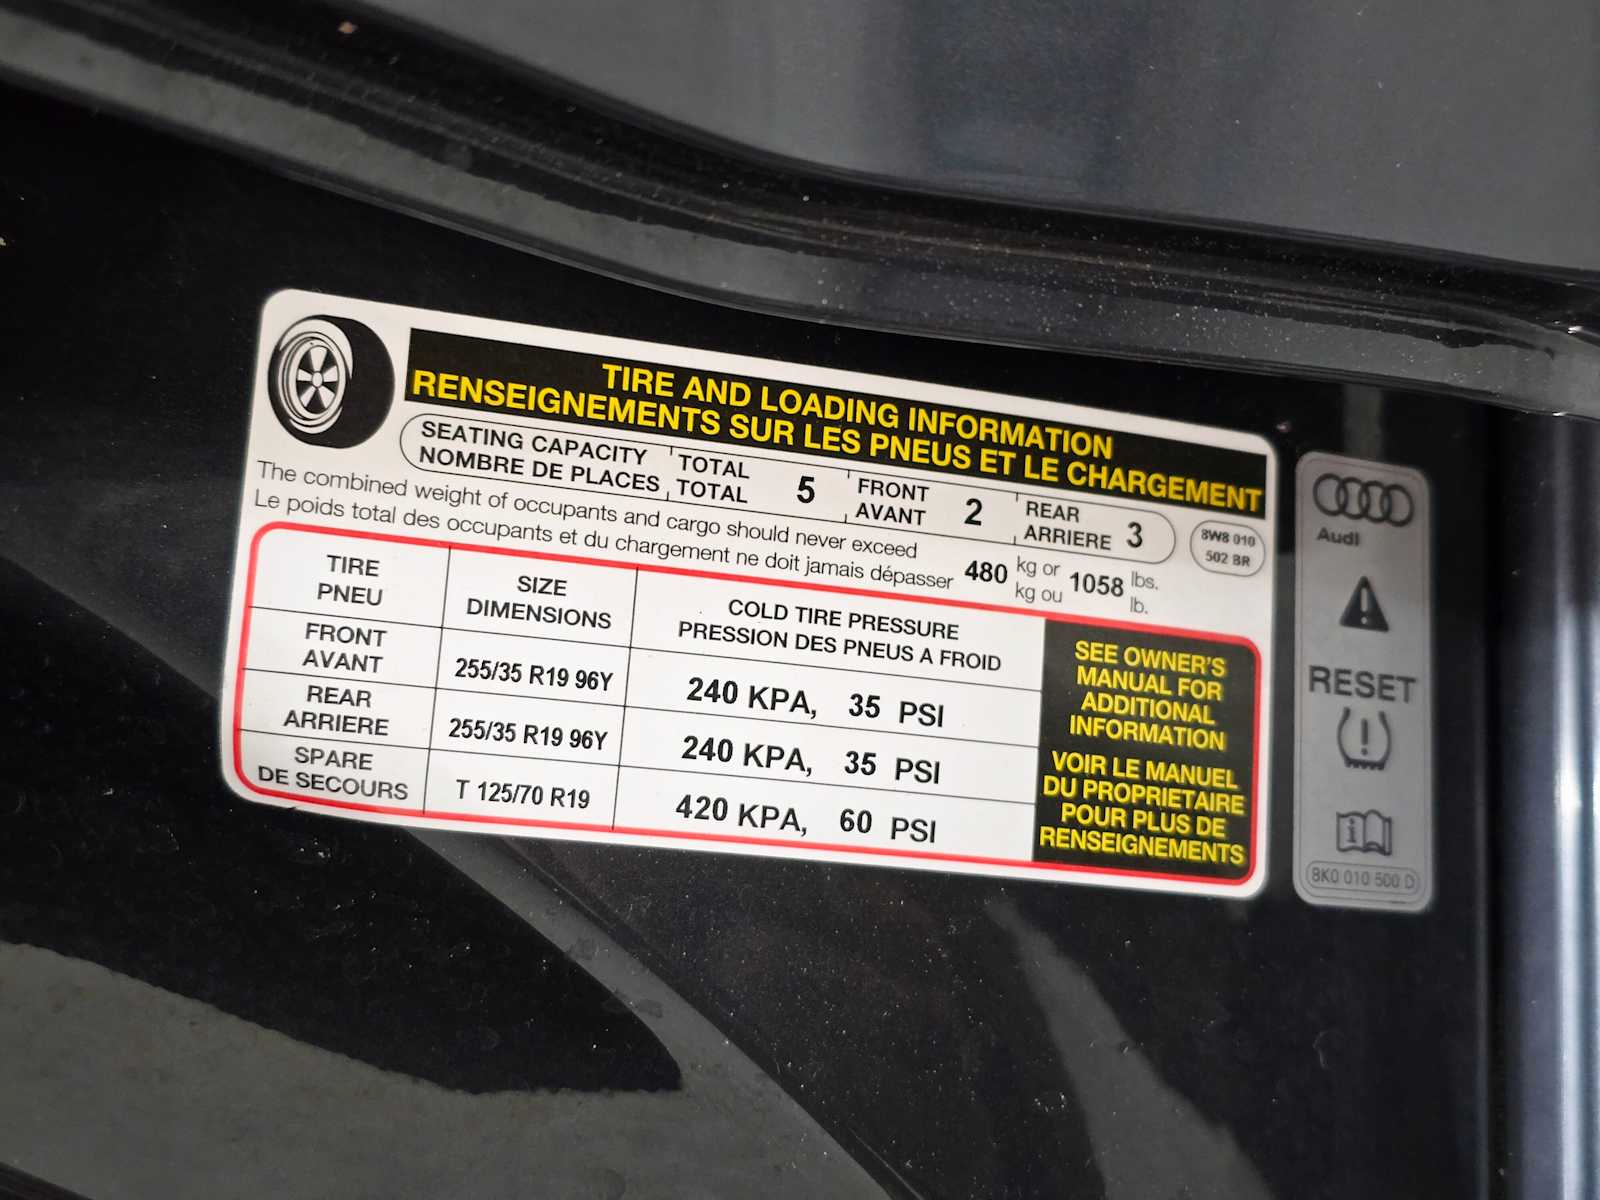 TIRE AND LOADING INFORMATION
RENSEIGNEMENTS SUR LES PNEUS ET LE CHARGEMENT
SEATING CAPACITY TOTAL 5 FRONT 2 REAR 3
NOMBRE DE PLACES TOTAL AVANT ARRIERE
8W8 010
502 BR
The combined weight of occupants and cargo should never exceed 480 kg or 1058 lbs.
Le poids total des occupants et du chargement ne doit jamais dépasser kg ou lb.
TIRE SIZE COLD TIRE PRESSURE
PNEU DIMENSIONS PRESSION DES PNEUS A FROID
FRONT
AVANT 255/35 R19 96Y 240 KPA, 35 PSI
REAR
ARRIERE 255/35 R19 96Y 240 KPA, 35 PSI
SPARE
DE SECOURS T 125/70 R19 420 KPA, 60 PSI
SEE OWNER'S
MANUAL FOR
ADDITIONAL
INFORMATION
VOIR LE MANUEL
DU PROPRIETAIRE
POUR PLUS DE
RENSEIGNEMENTS
Audi
RESET
8K0 010 500 D